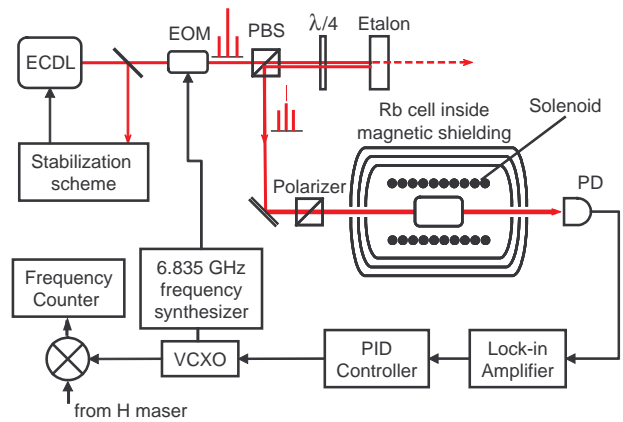 ECDL
EOM
PBS
λ/4
Etalon
Stabilization
scheme
Rb cell inside
magnetic shielding
Solenoid
Polarizer
PD
Frequency
Counter
6.835 GHz
frequency
synthesizer
VCXO
PID
Controller
Lock-in
Amplifier
from H maser